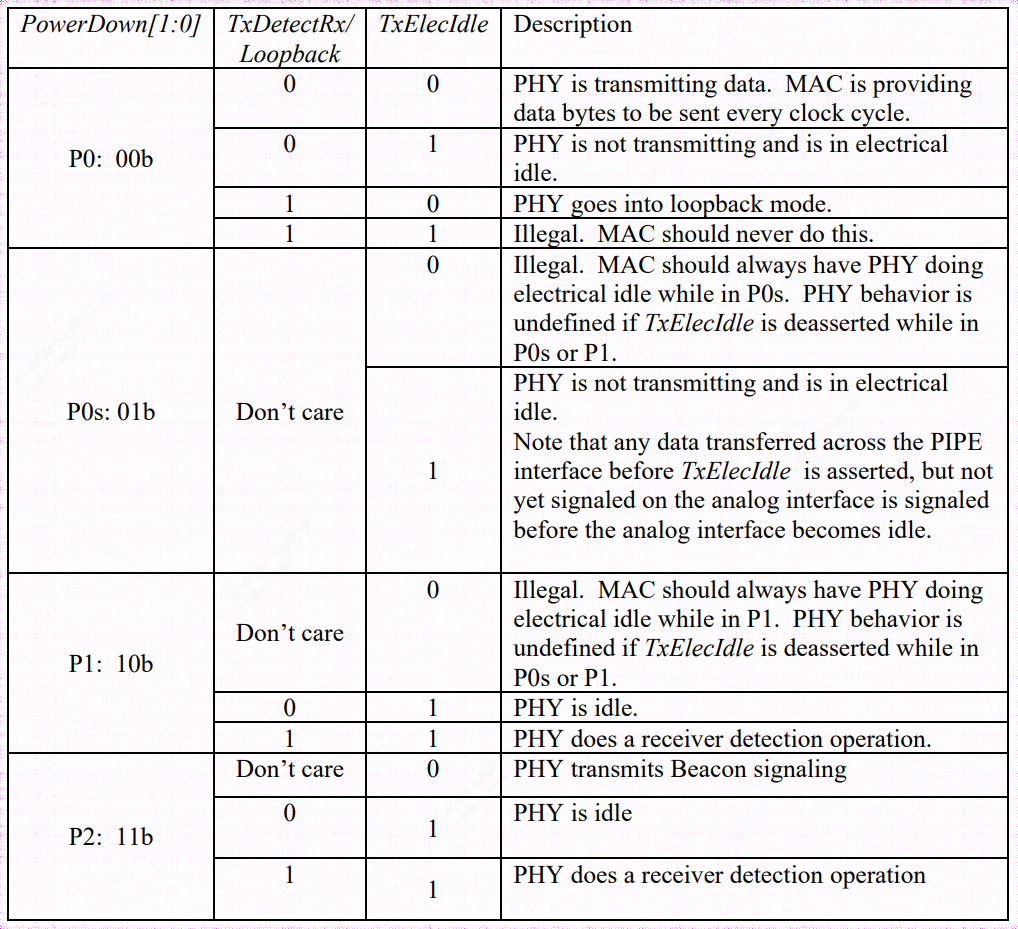 PowerDown[1:0] TxDetectRx/ TxElecIdle Description
Loopback
0 0 PHY is transmitting data.  MAC is providing
data bytes to be sent every clock cycle.
P0:  00b
0 1 PHY is not transmitting and is in electrical
idle.
1 0 PHY goes into loopback mode.
1 1 Illegal.  MAC should never do this.
P0s: 01b
Don’t care
0 Illegal.  MAC should always have PHY doing
electrical idle while in P0s.  PHY behavior is
undefined if TxElecIdle is deasserted while in
P0s or P1.
1
PHY is not transmitting and is in electrical
idle.
Note that any data transferred across the PIPE
interface before TxElecIdle  is asserted, but not
yet signaled on the analog interface is signaled
before the analog interface becomes idle.
P1:  10b
Don’t care
0 Illegal.  MAC should always have PHY doing
electrical idle while in P1.  PHY behavior is
undefined if TxElecIdle is deasserted while in
P0s or P1.
0 1 PHY is idle.
1 1 PHY does a receiver detection operation.
P2:  11b
Don’t care 0 PHY transmits Beacon signaling
0 1 PHY is idle
1 1 PHY does a receiver detection operation